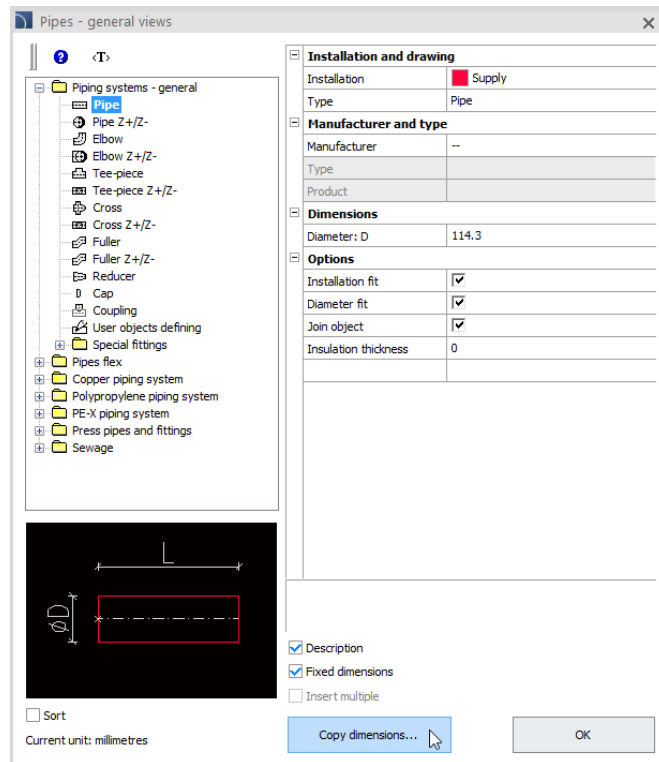 Pipes - general views
<T>
Piping systems - general
Pipe
Pipe Z+/Z-
Elbow
Elbow Z+/Z-
Tee-piece
Tee-piece Z+/Z-
Cross
Cross Z+/Z-
Fuller
Fuller Z+/Z-
Reducer
Cap
Coupling
User objects defining
Special fittings
Pipes flex
Copper piping system
Polypropylene piping system
PE-X piping system
Press pipes and fittings
Sewage
Installation and drawing
Installation Supply
Type Pipe
Manufacturer and type
Manufacturer --
Type
Product
Dimensions
Diameter: D 114.3
Options
Installation fit
Diameter fit
Join object
Insulation thickness 0
L
ØD
Description
Fixed dimensions
Insert multiple
Sort
Current unit: millimetres
Copy dimensions...
OK